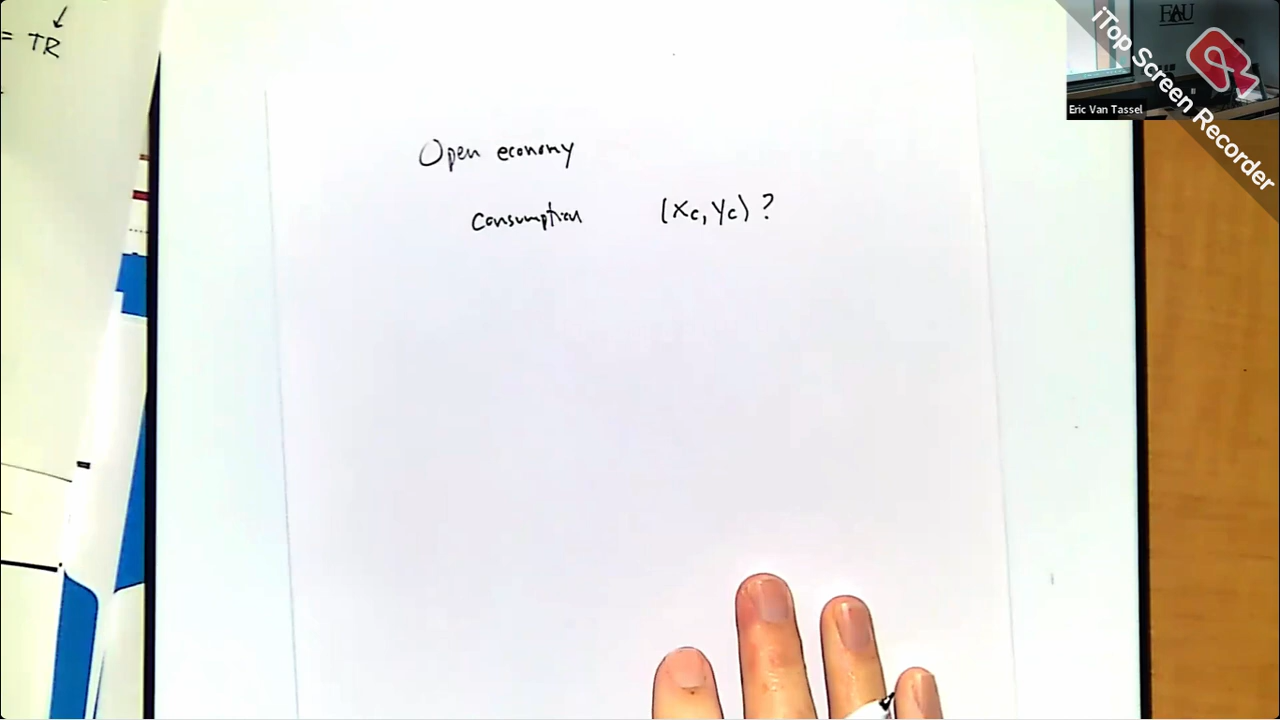 = TR
Open economy
Consumption (Xc, Yc) ?
FAU
Eric Van Tassel
iTop Screen Recorder